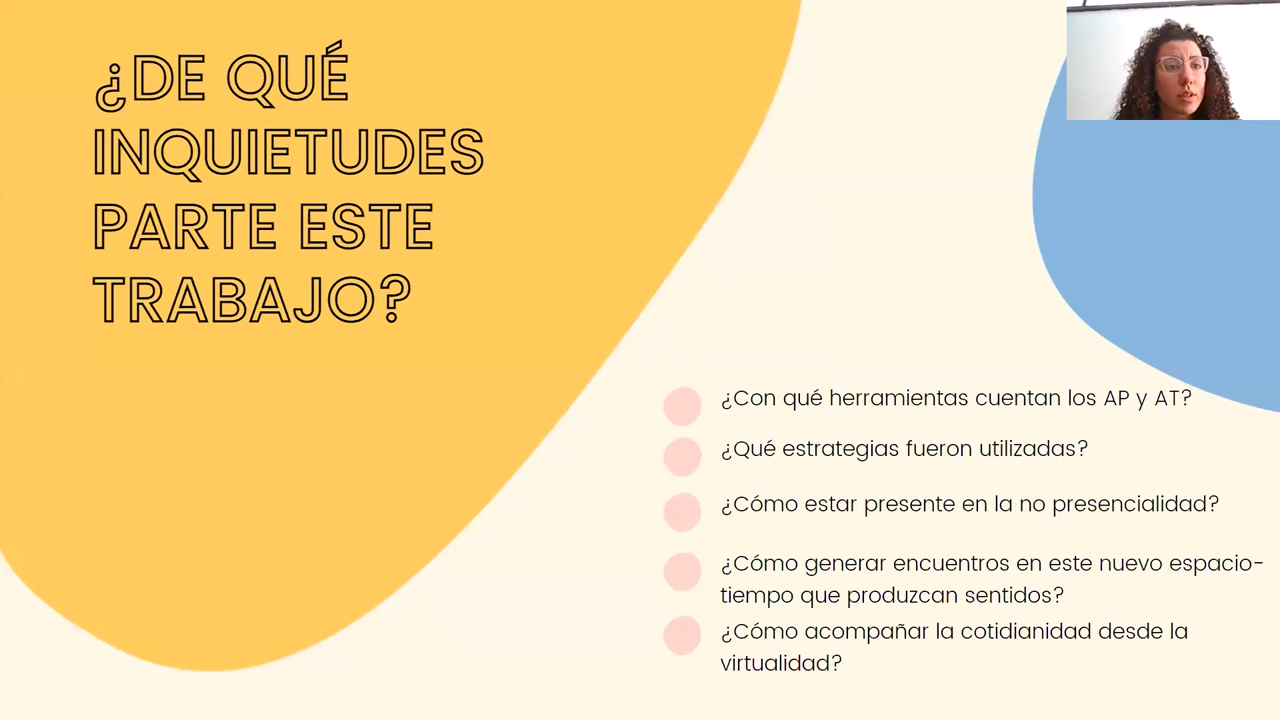 ¿DE QUÉ
INQUIETUDES
PARTE ESTE
TRABAJO?
¿Con qué herramientas cuentan los AP y AT?
¿Qué estrategias fueron utilizadas?
¿Cómo estar presente en la no presencialidad?
¿Cómo generar encuentros en este nuevo espacio-
tiempo que produzcan sentidos?
¿Cómo acompañar la cotidianidad desde la
virtualidad?